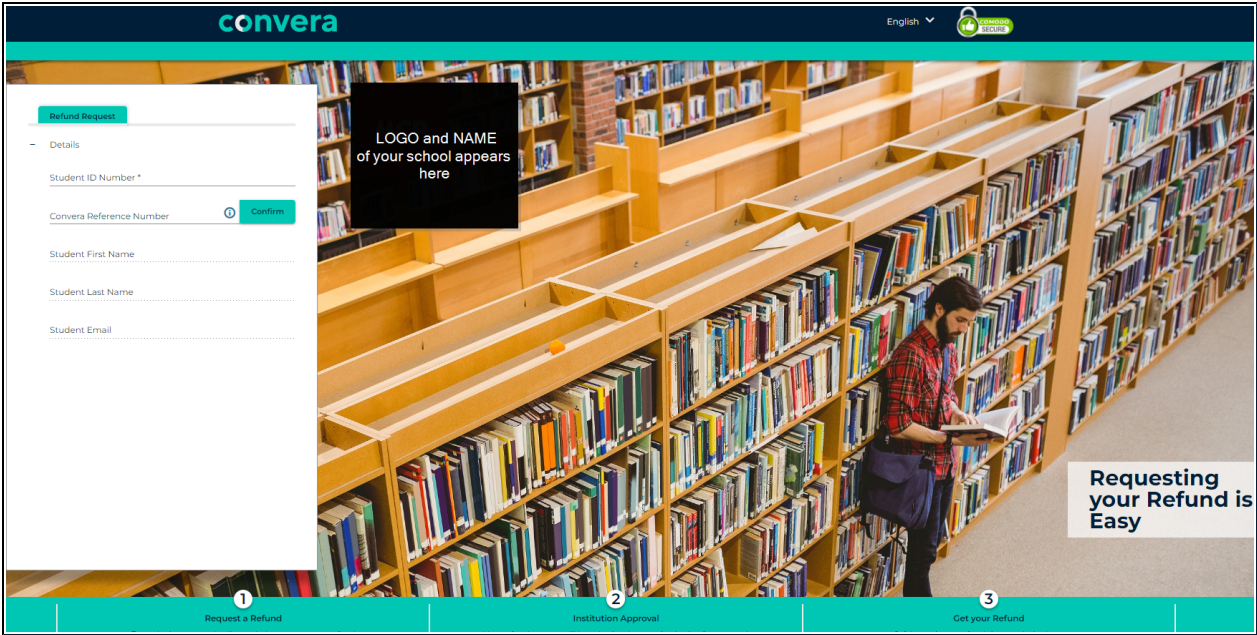 convera
English
COMODO
SECURE
Refund Request
- Details
Student ID Number *
Convera Reference Number
Confirm
Student First Name
Student Last Name
Student Email
LOGO and NAME
of your school appears
here
Requesting
your Refund is
Easy
1
Request a Refund
2
Institution Approval
3
Get your Refund